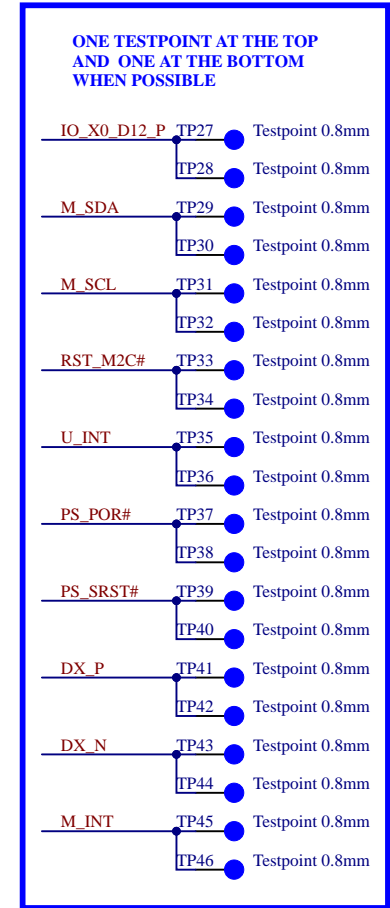 ONE TESTPOINT AT THE TOP
AND ONE AT THE BOTTOM
WHEN POSSIBLE
IO_X0_D12_P TP27 Testpoint 0.8mm
TP28 Testpoint 0.8mm
M_SDA TP29 Testpoint 0.8mm
TP30 Testpoint 0.8mm
M_SCL TP31 Testpoint 0.8mm
TP32 Testpoint 0.8mm
RST_M2C# TP33 Testpoint 0.8mm
TP34 Testpoint 0.8mm
U_INT TP35 Testpoint 0.8mm
TP36 Testpoint 0.8mm
PS_POR# TP37 Testpoint 0.8mm
TP38 Testpoint 0.8mm
PS_SRST# TP39 Testpoint 0.8mm
TP40 Testpoint 0.8mm
DX_P TP41 Testpoint 0.8mm
TP42 Testpoint 0.8mm
DX_N TP43 Testpoint 0.8mm
TP44 Testpoint 0.8mm
M_INT TP45 Testpoint 0.8mm
TP46 Testpoint 0.8mm